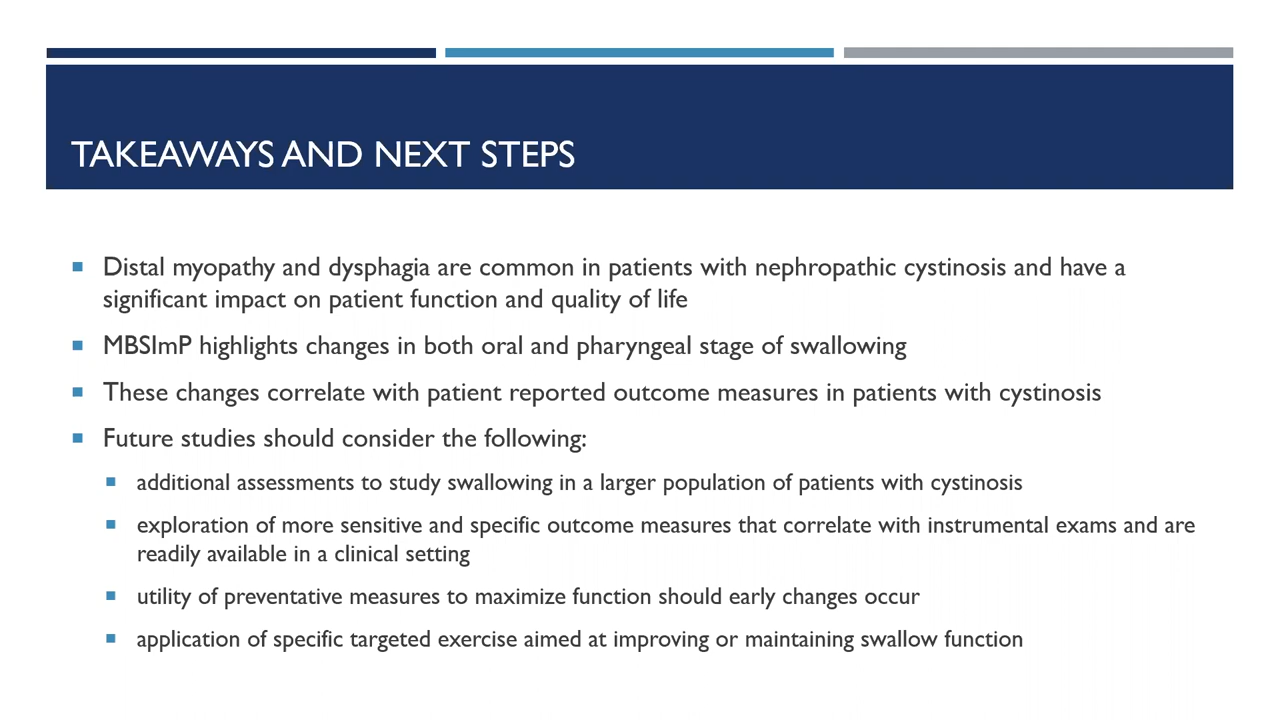 TAKEAWAYS AND NEXT STEPS
Distal myopathy and dysphagia are common in patients with nephropathic cystinosis and have a
significant impact on patient function and quality of life
MBSImP highlights changes in both oral and pharyngeal stage of swallowing
These changes correlate with patient reported outcome measures in patients with cystinosis
Future studies should consider the following:
additional assessments to study swallowing in a larger population of patients with cystinosis
exploration of more sensitive and specific outcome measures that correlate with instrumental exams and are
readily available in a clinical setting
utility of preventative measures to maximize function should early changes occur
application of specific targeted exercise aimed at improving or maintaining swallow function